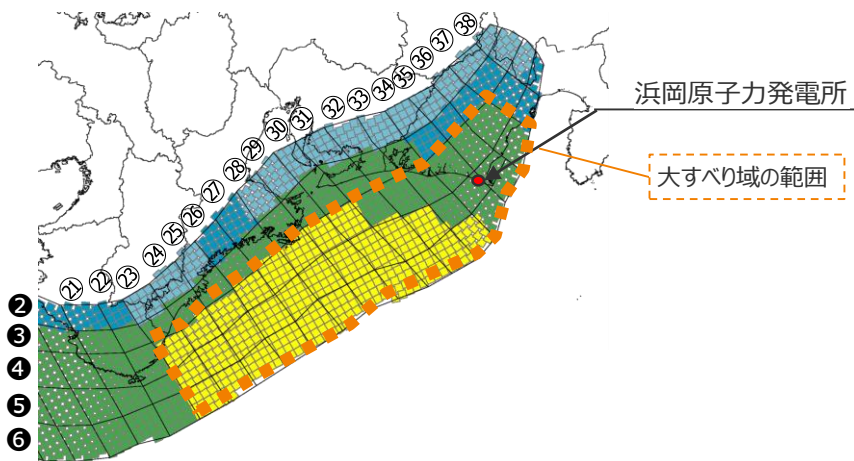 ㉑ ㉒ ㉓ ㉔ ㉕ ㉖ ㉗ ㉘ ㉙ ㉚ ㉛ ㉜ ㉝ ㉞ ㉟ ㊱ ㊲ ㊳
浜岡原子力発電所
大すべり域の範囲
❷
❸
❹
❺
❻